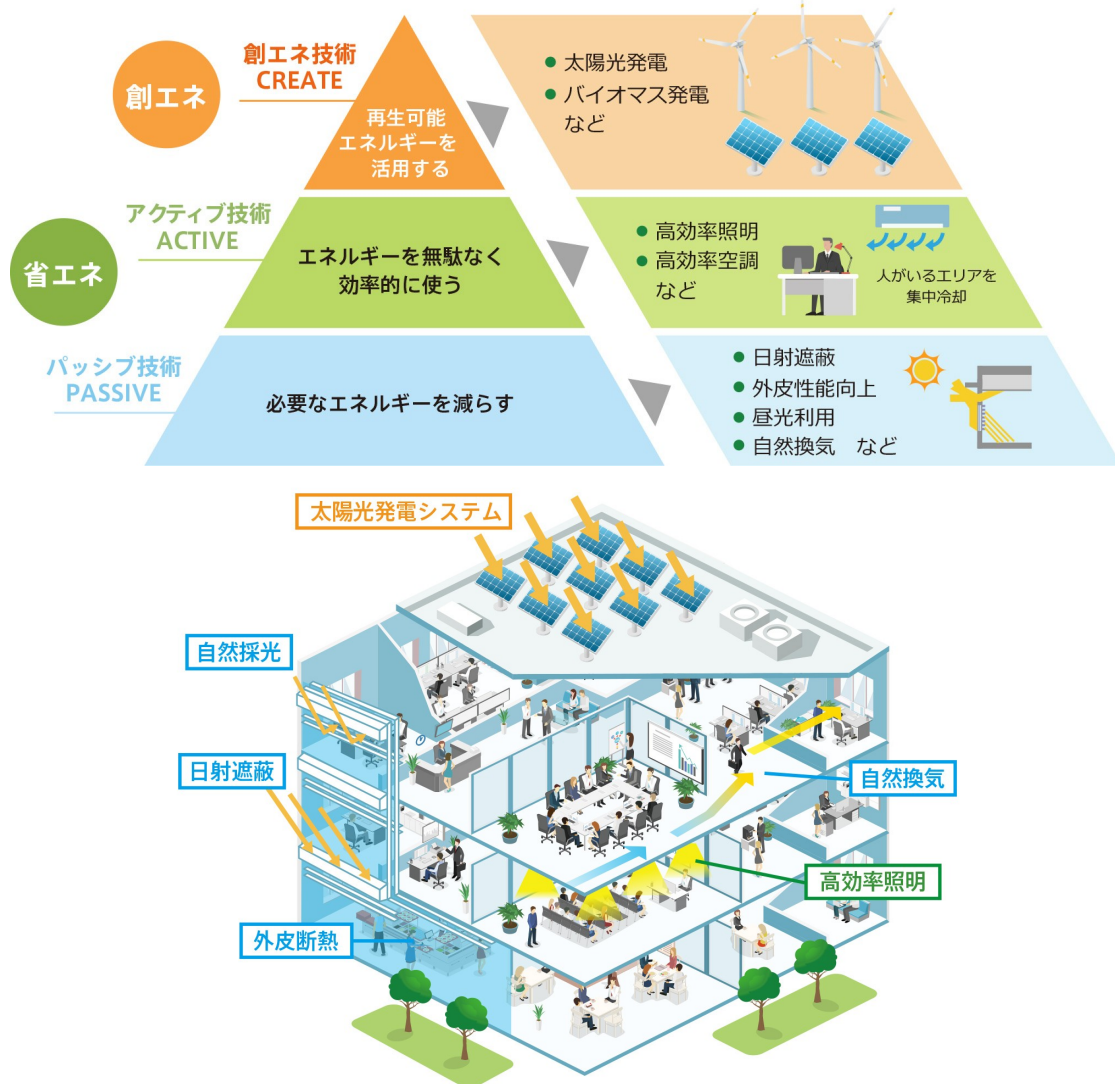 創エネ
創エネ技術
CREATE
再生可能
エネルギーを
活用する
● 太陽光発電
● バイオマス発電
など
省エネ
アクティブ技術
ACTIVE
エネルギーを無駄なく
効率的に使う
● 高効率照明
● 高効率空調
など
人がいるエリアを
集中冷却
パッシブ技術
PASSIVE
必要なエネルギーを減らす
● 日射遮蔽
● 外皮性能向上
● 昼光利用
● 自然換気　など
太陽光発電システム
自然採光
日射遮蔽
自然換気
高効率照明
外皮断熱